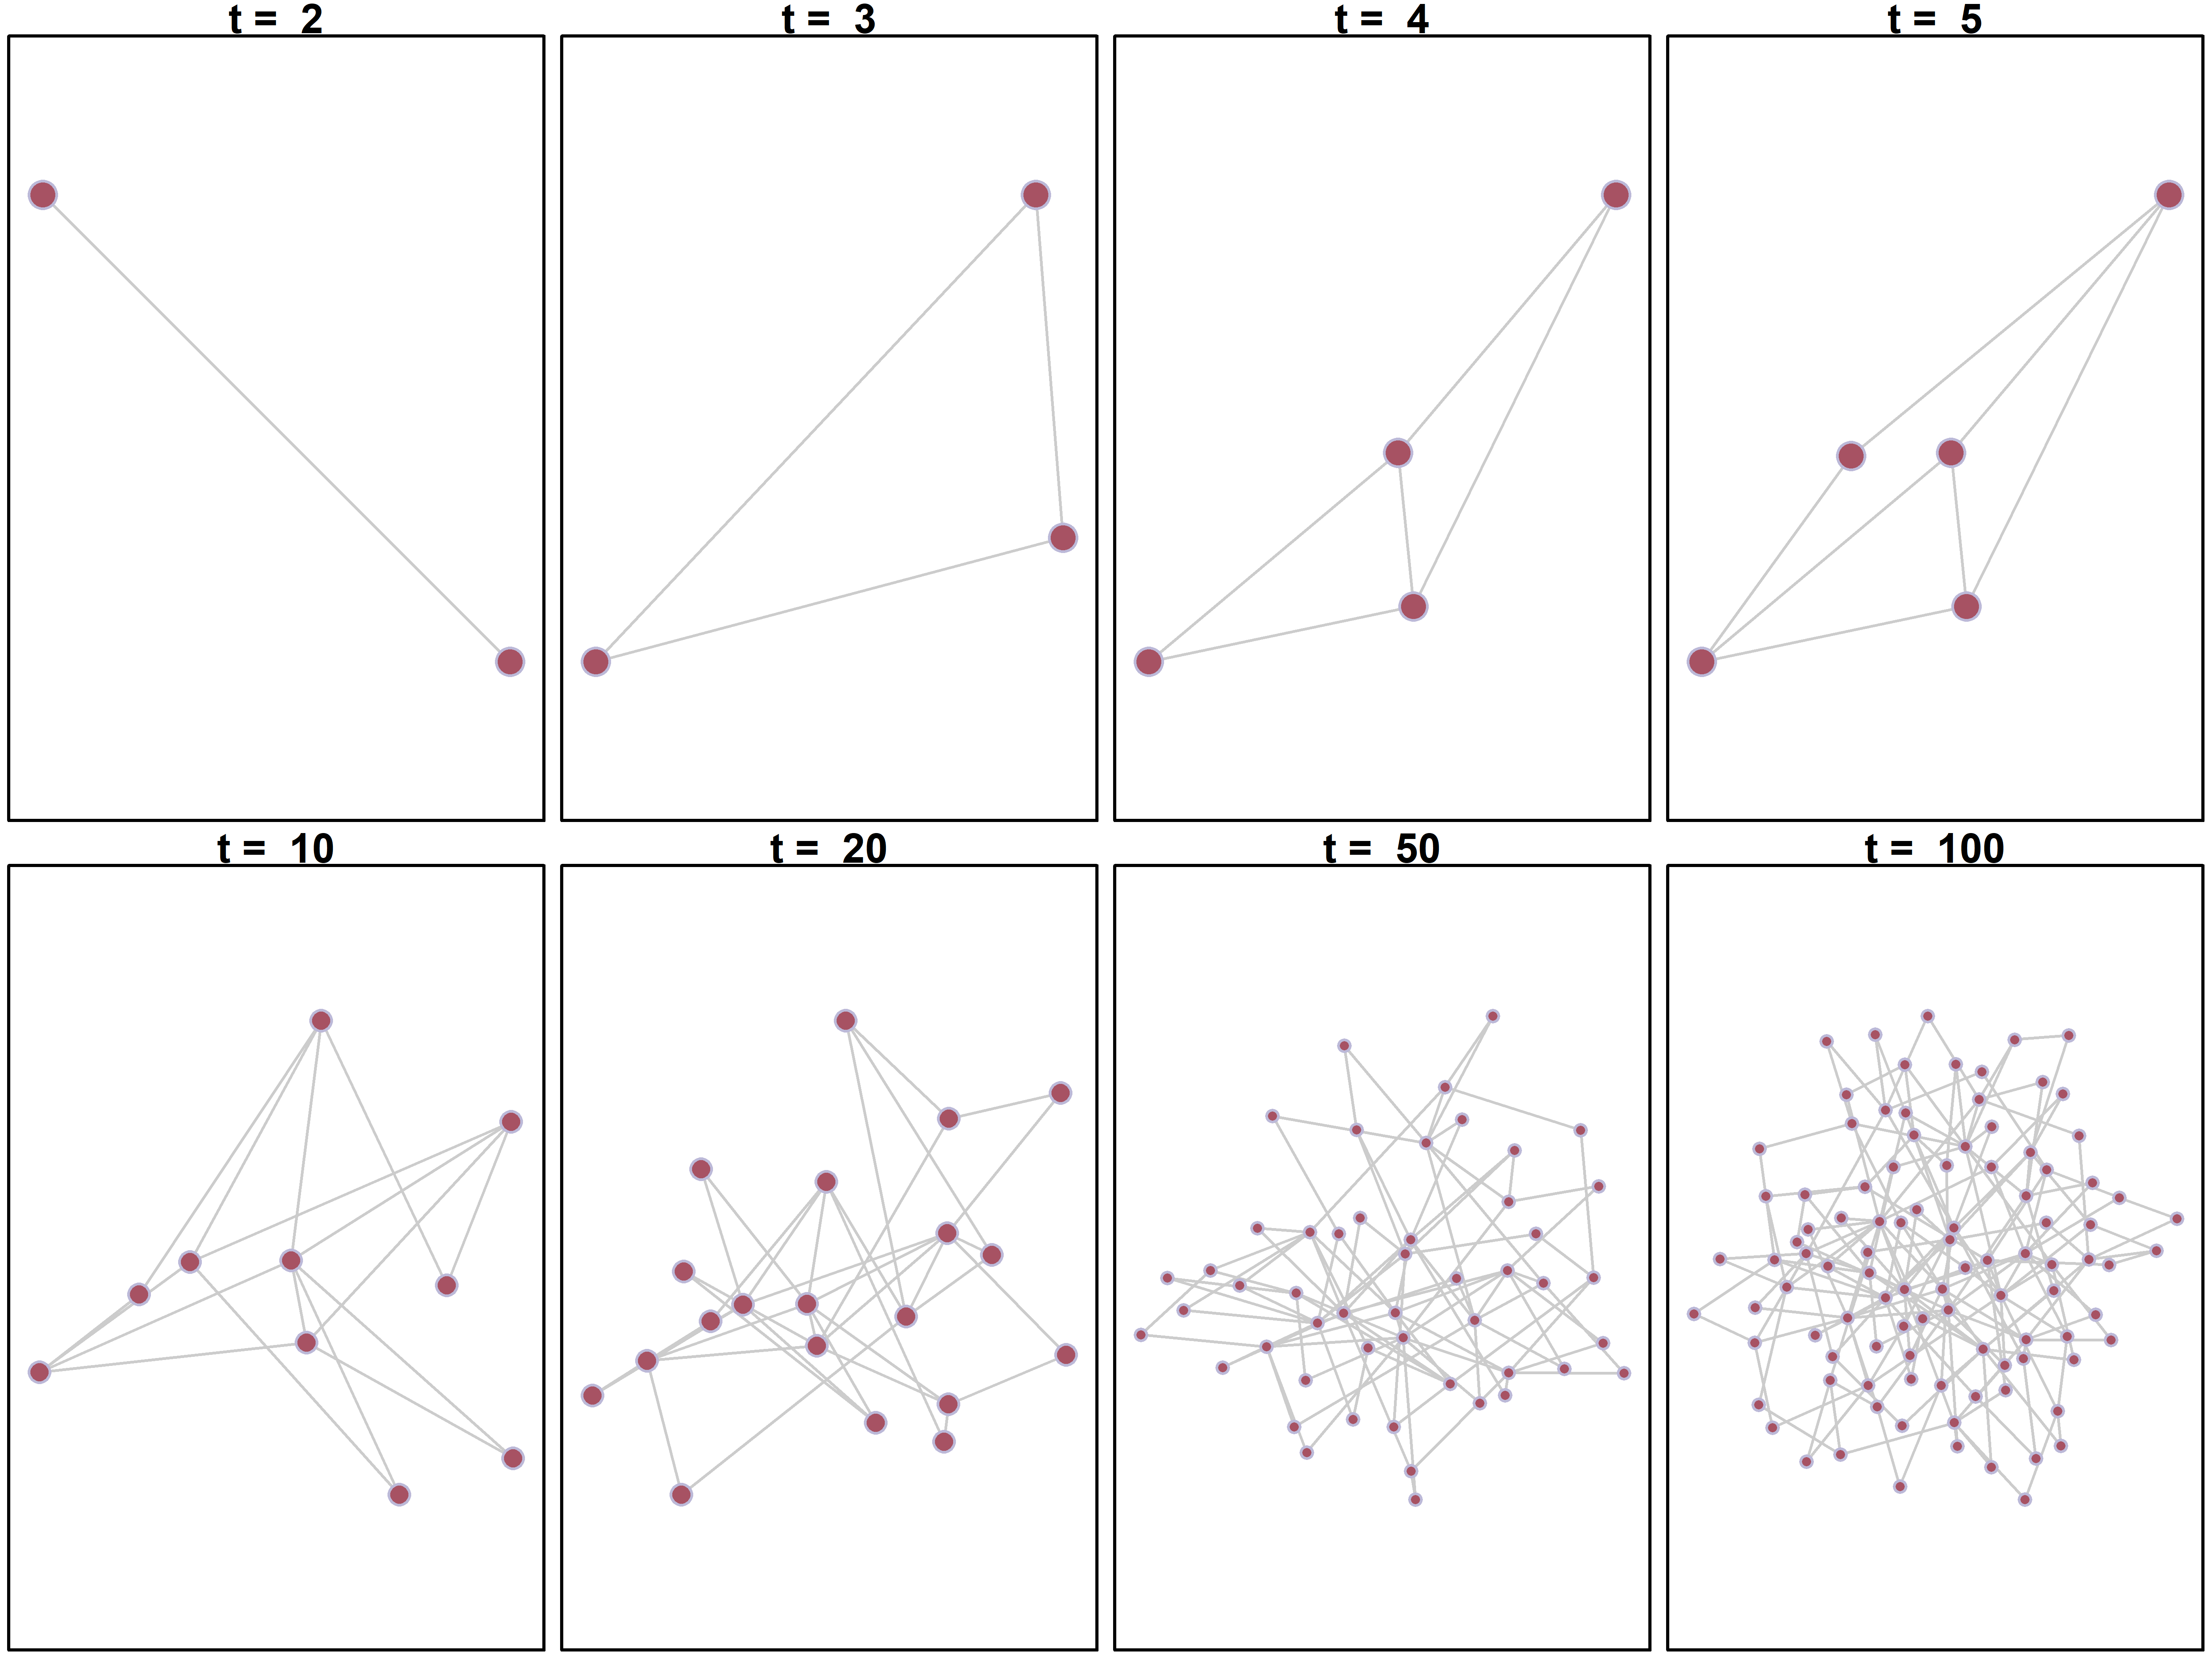 t = 2
t = 3
t = 4
t = 5
t = 10
t = 20
t = 50
t = 100